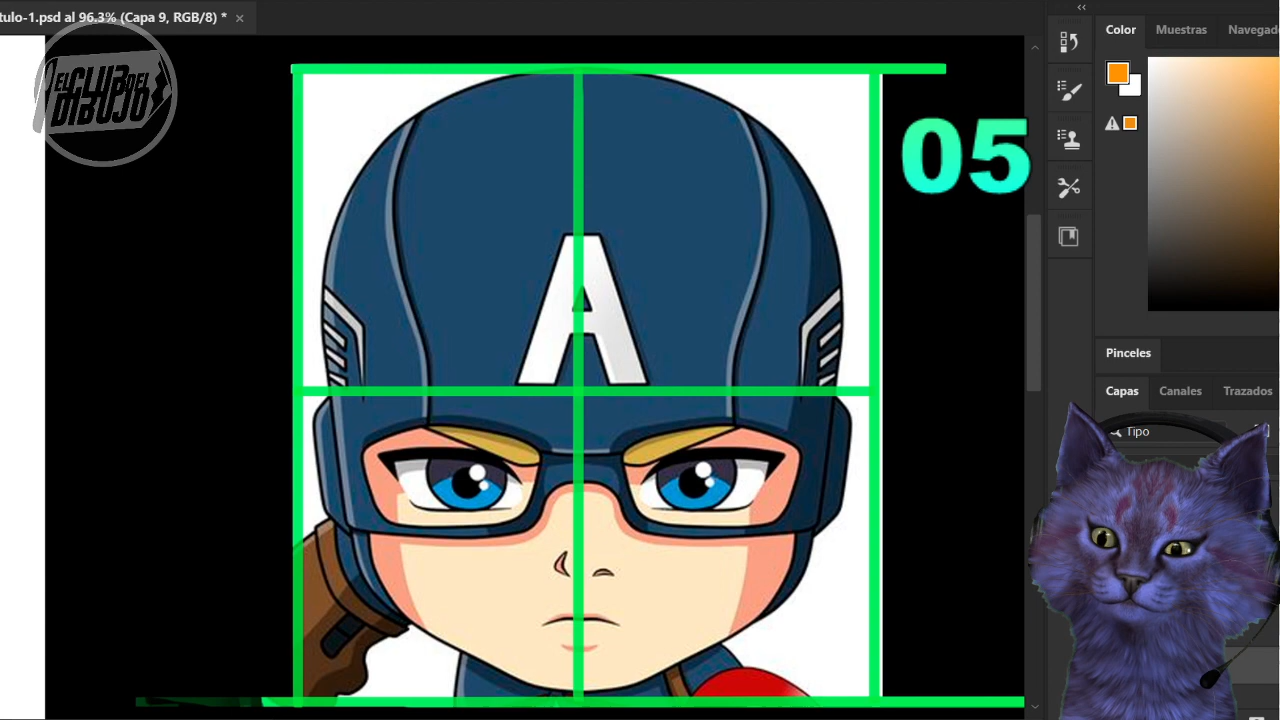 tulo-1.psd al 96.3% (Capa 9, RGB/8) *
EL CLUB DEL
DIBUJO
A
05
Color Muestras Navegad
Pinceles
Capas Canales Trazados
Tipo